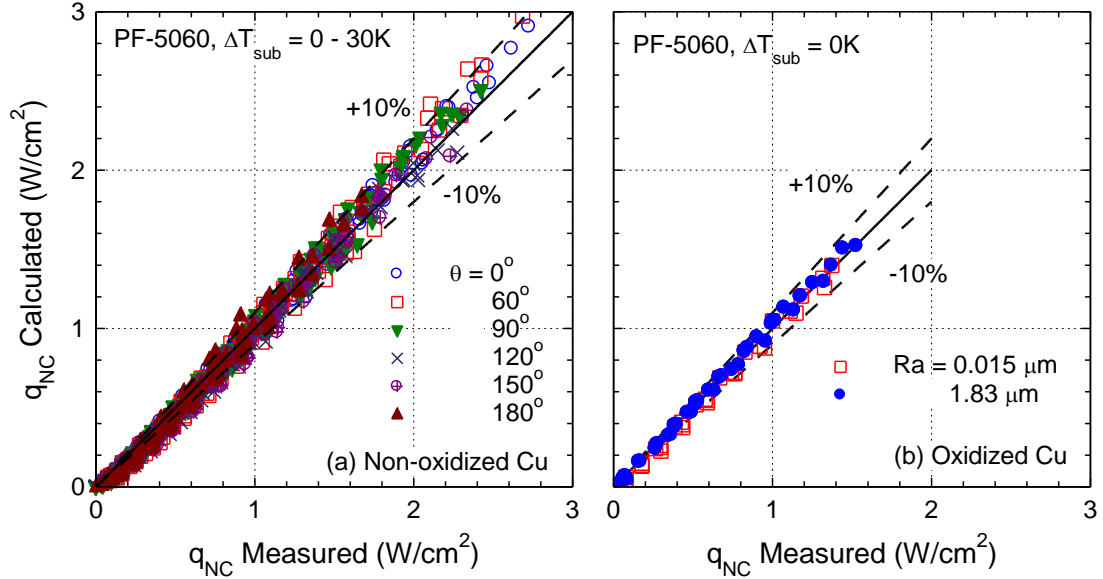 PF-5060, ΔTsub = 0 - 30K
+10%
-10%
θ = 0°
60°
90°
120°
150°
180°
(a) Non-oxidized Cu
3
2
1
0
0 1 2 3
qNC Calculated (W/cm²)
qNC Measured (W/cm²)
PF-5060, ΔTsub = 0K
+10%
-10%
Ra = 0.015 μm
1.83 μm
(b) Oxidized Cu
0 1 2 3
qNC Measured (W/cm²)